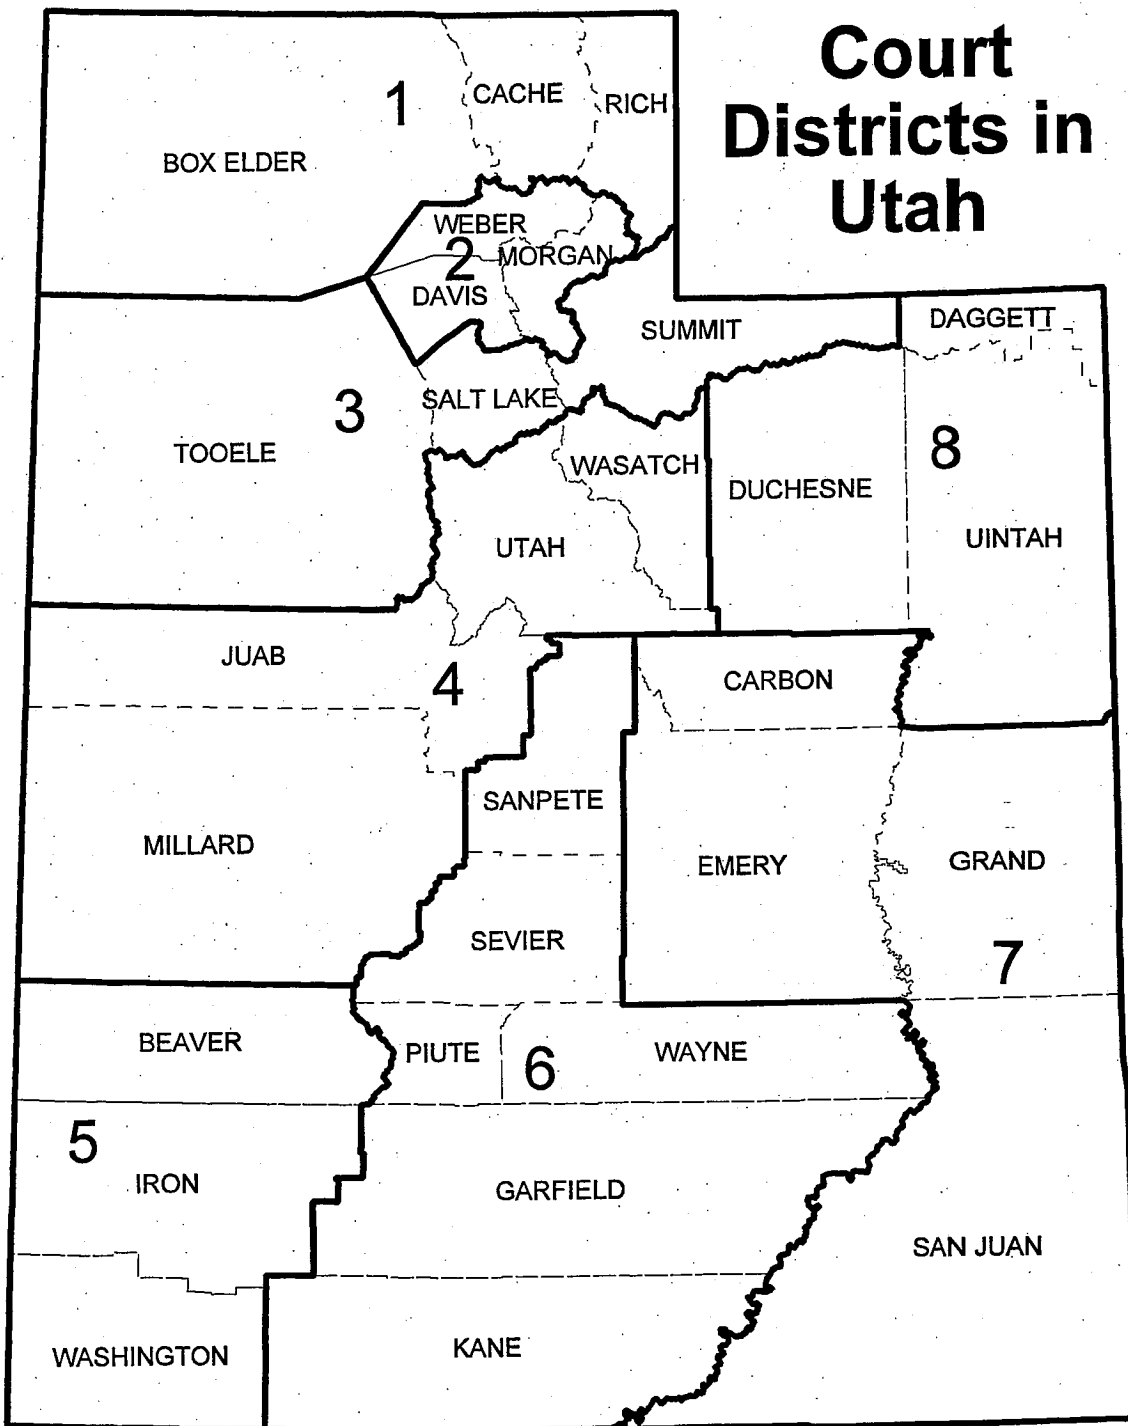 Court
Districts in
Utah
1
CACHE
RICH
BOX ELDER
WEBER
2
MORGAN
DAVIS
SUMMIT
DAGGETT
3
SALT LAKE
TOOELE
WASATCH
8
DUCHESNE
UTAH
UINTAH
JUAB
4
CARBON
SANPETE
MILLARD
EMERY
GRAND
SEVIER
7
BEAVER
PIUTE
6
WAYNE
5
IRON
GARFIELD
SAN JUAN
WASHINGTON
KANE